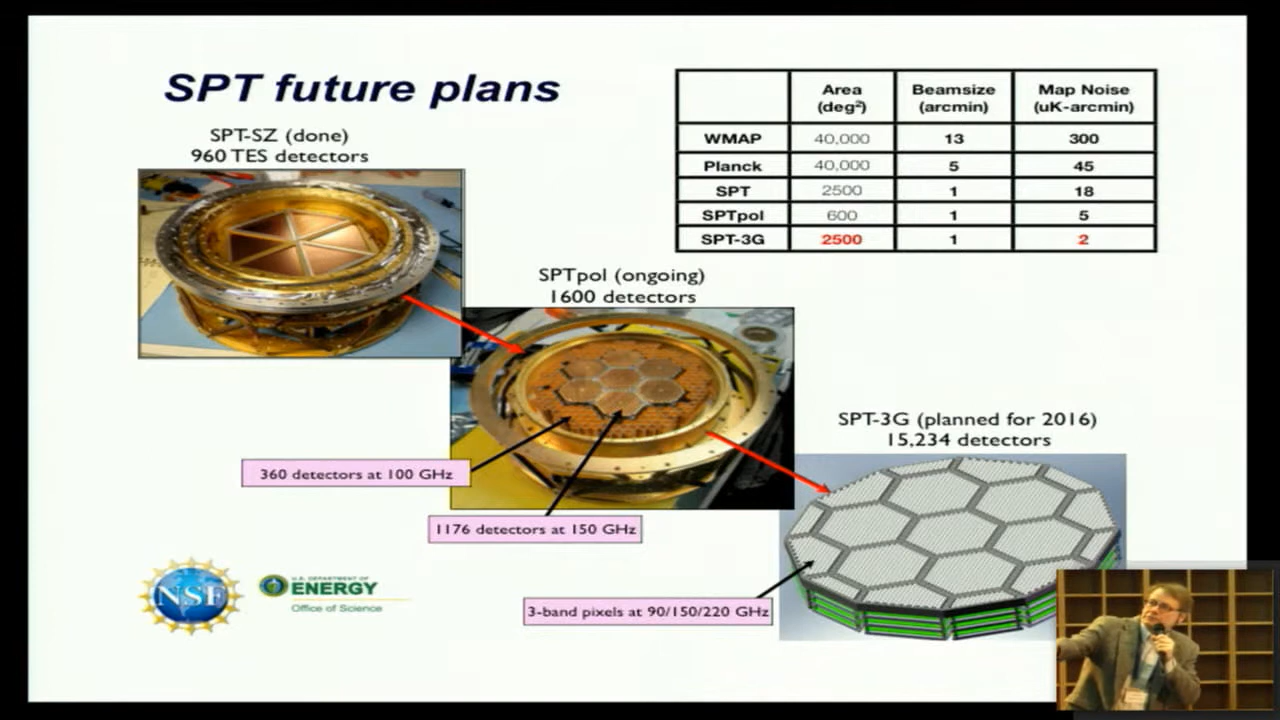 SPT future plans
SPT-SZ (done)
960 TES detectors
Area (deg²) Beamsize (arcmin) Map Noise (uK-arcmin)
WMAP 40,000 13 300
Planck 40,000 5 45
SPT 2500 1 18
SPTpol 600 1 5
SPT-3G 2500 1 2
SPTpol (ongoing)
1600 detectors
SPT-3G (planned for 2016)
15,234 detectors
360 detectors at 100 GHz
1176 detectors at 150 GHz
3-band pixels at 90/150/220 GHz
NSF
U.S. DEPARTMENT OF
ENERGY
Office of Science